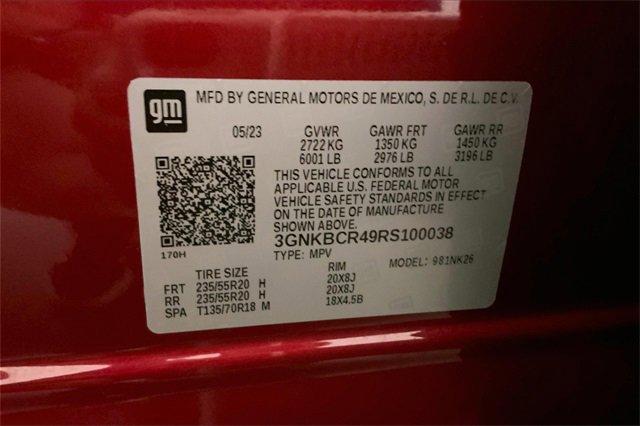 gm
MFD BY GENERAL MOTORS DE MEXICO, S. DE R.L. DE C.V.
05/23 GVWR GAWR FRT GAWR RR
2722 KG 1350 KG 1450 KG
6001 LB 2976 LB 3196 LB
THIS VEHICLE CONFORMS TO ALL
APPLICABLE U.S. FEDERAL MOTOR
VEHICLE SAFETY STANDARDS IN EFFECT
ON THE DATE OF MANUFACTURE
SHOWN ABOVE.
3GNKBCR49RS100038
170H
TYPE: MPV MODEL: 981NK26
TIRE SIZE RIM
FRT 235/55R20 H 20X8J
RR 235/55R20 H 20X8J
SPA T135/70R18 M 18X4.5B